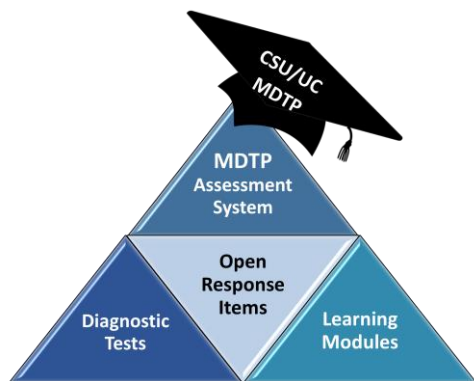 CSU/UC
MDTP
MDTP
Assessment
System
Open
Response
Items
Diagnostic
Tests
Learning
Modules